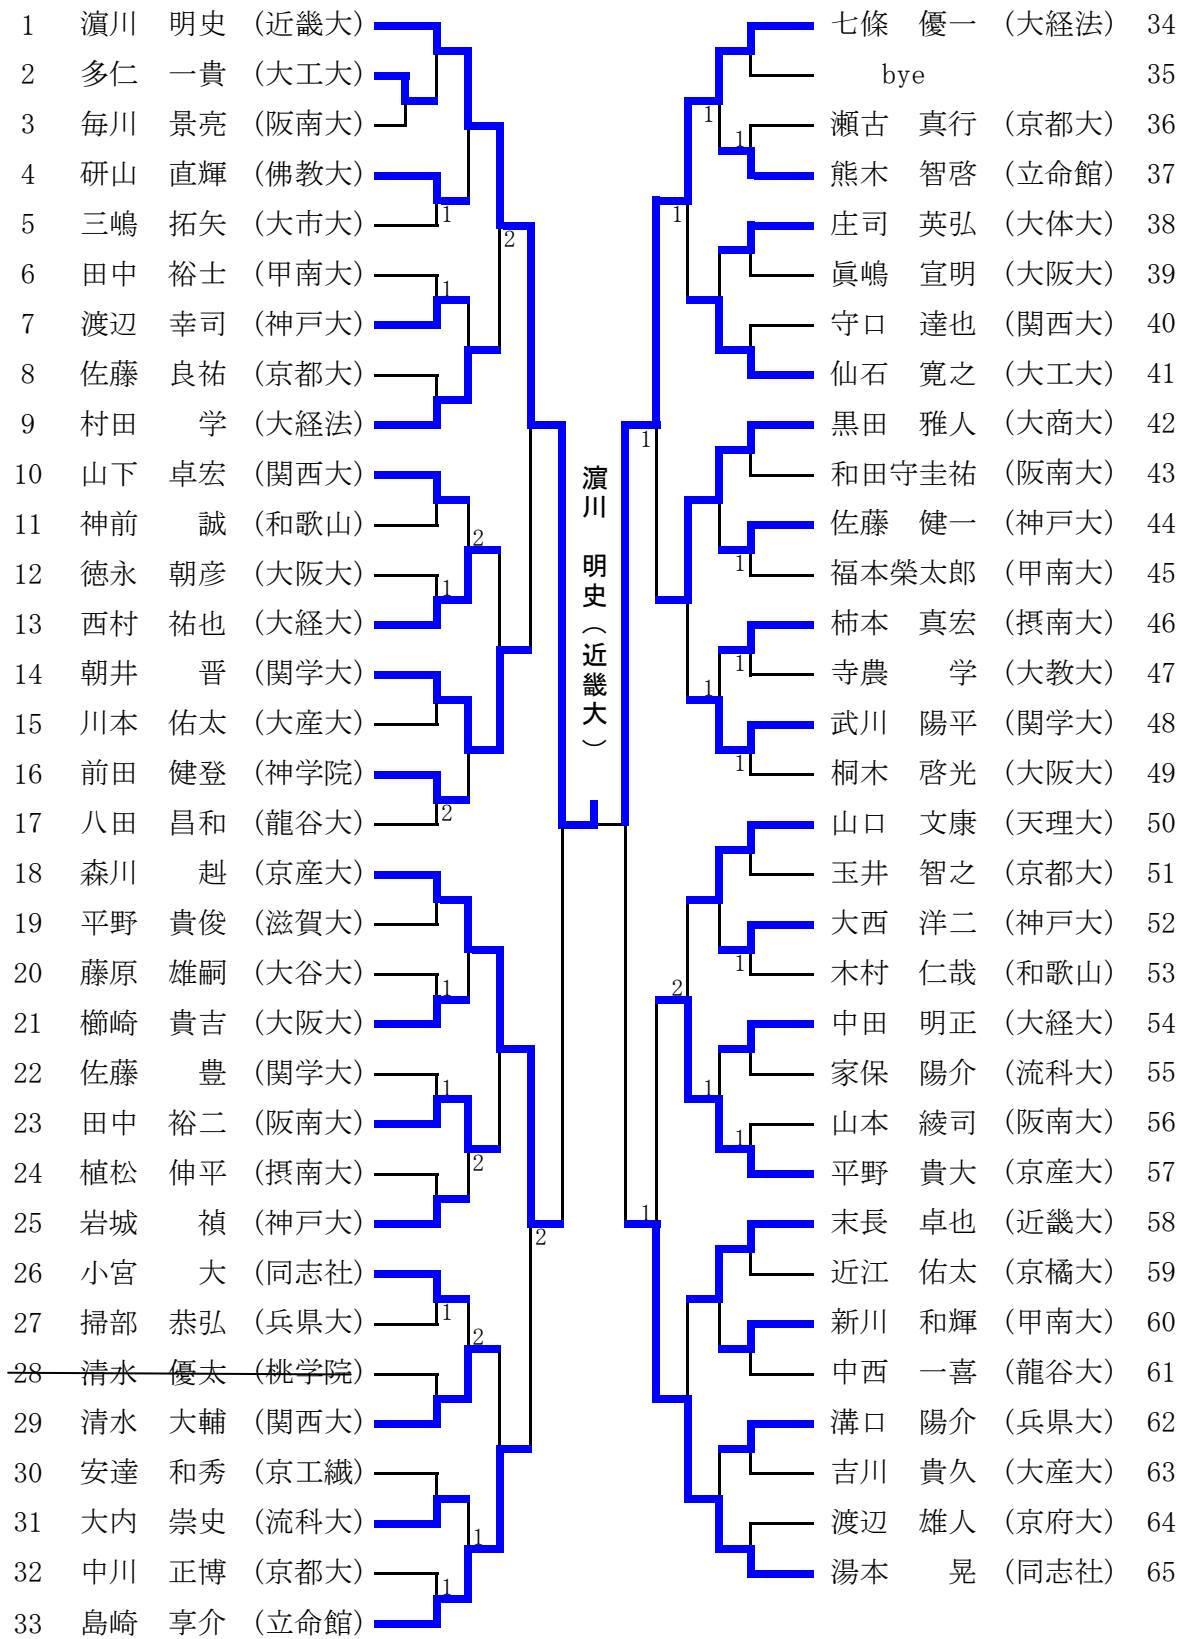 1 濵川 明史 (近畿大)
2 多仁 一貴 (大工大)
3 毎川 景亮 (阪南大)
4 研山 直輝 (佛教大)
1
5 三嶋 拓矢 (大市大)
2
6 田中 裕士 (甲南大)
1
7 渡辺 幸司 (神戸大)
8 佐藤 良祐 (京都大)
9 村田 学 (大経法)
10 山下 卓宏 (関西大)
11 神前 誠 (和歌山)
2
12 徳永 朝彦 (大阪大)
1
13 西村 祐也 (大経大)
14 朝井 晋 (関学大)
15 川本 佑太 (大産大)
16 前田 健登 (神学院)
2
17 八田 昌和 (龍谷大)
18 森川 赳 (京産大)
19 平野 貴俊 (滋賀大)
20 藤原 雄嗣 (大谷大)
1
21 櫛崎 貴吉 (大阪大)
22 佐藤 豊 (関学大)
1
23 田中 裕二 (阪南大)
2
24 植松 伸平 (摂南大)
25 岩城 禎 (神戸大)
2
26 小宮 大 (同志社)
1
27 掃部 恭弘 (兵県大)
2
28 清水 優太 (桃学院)
29 清水 大輔 (関西大)
30 安達 和秀 (京工繊)
31 大内 崇史 (流科大)
1
32 中川 正博 (京都大)
1
33 島崎 享介 (立命館)
濵川 明史(近畿大)
七條 優一 (大経法) 34
bye 35
1
瀬古 真行 (京都大) 36
1
熊木 智啓 (立命館) 37
1
庄司 英弘 (大体大) 38
眞嶋 宣明 (大阪大) 39
守口 達也 (関西大) 40
仙石 寛之 (大工大) 41
黒田 雅人 (大商大) 42
1
和田守圭祐 (阪南大) 43
佐藤 健一 (神戸大) 44
1
福本榮太郎 (甲南大) 45
柿本 真宏 (摂南大) 46
1
寺農 学 (大教大) 47
1
武川 陽平 (関学大) 48
1
桐木 啓光 (大阪大) 49
山口 文康 (天理大) 50
玉井 智之 (京都大) 51
大西 洋二 (神戸大) 52
1
木村 仁哉 (和歌山) 53
2
中田 明正 (大経大) 54
家保 陽介 (流科大) 55
1
山本 綾司 (阪南大) 56
1
平野 貴大 (京産大) 57
1
末長 卓也 (近畿大) 58
近江 佑太 (京橘大) 59
新川 和輝 (甲南大) 60
中西 一喜 (龍谷大) 61
溝口 陽介 (兵県大) 62
吉川 貴久 (大産大) 63
渡辺 雄人 (京府大) 64
湯本 晃 (同志社) 65